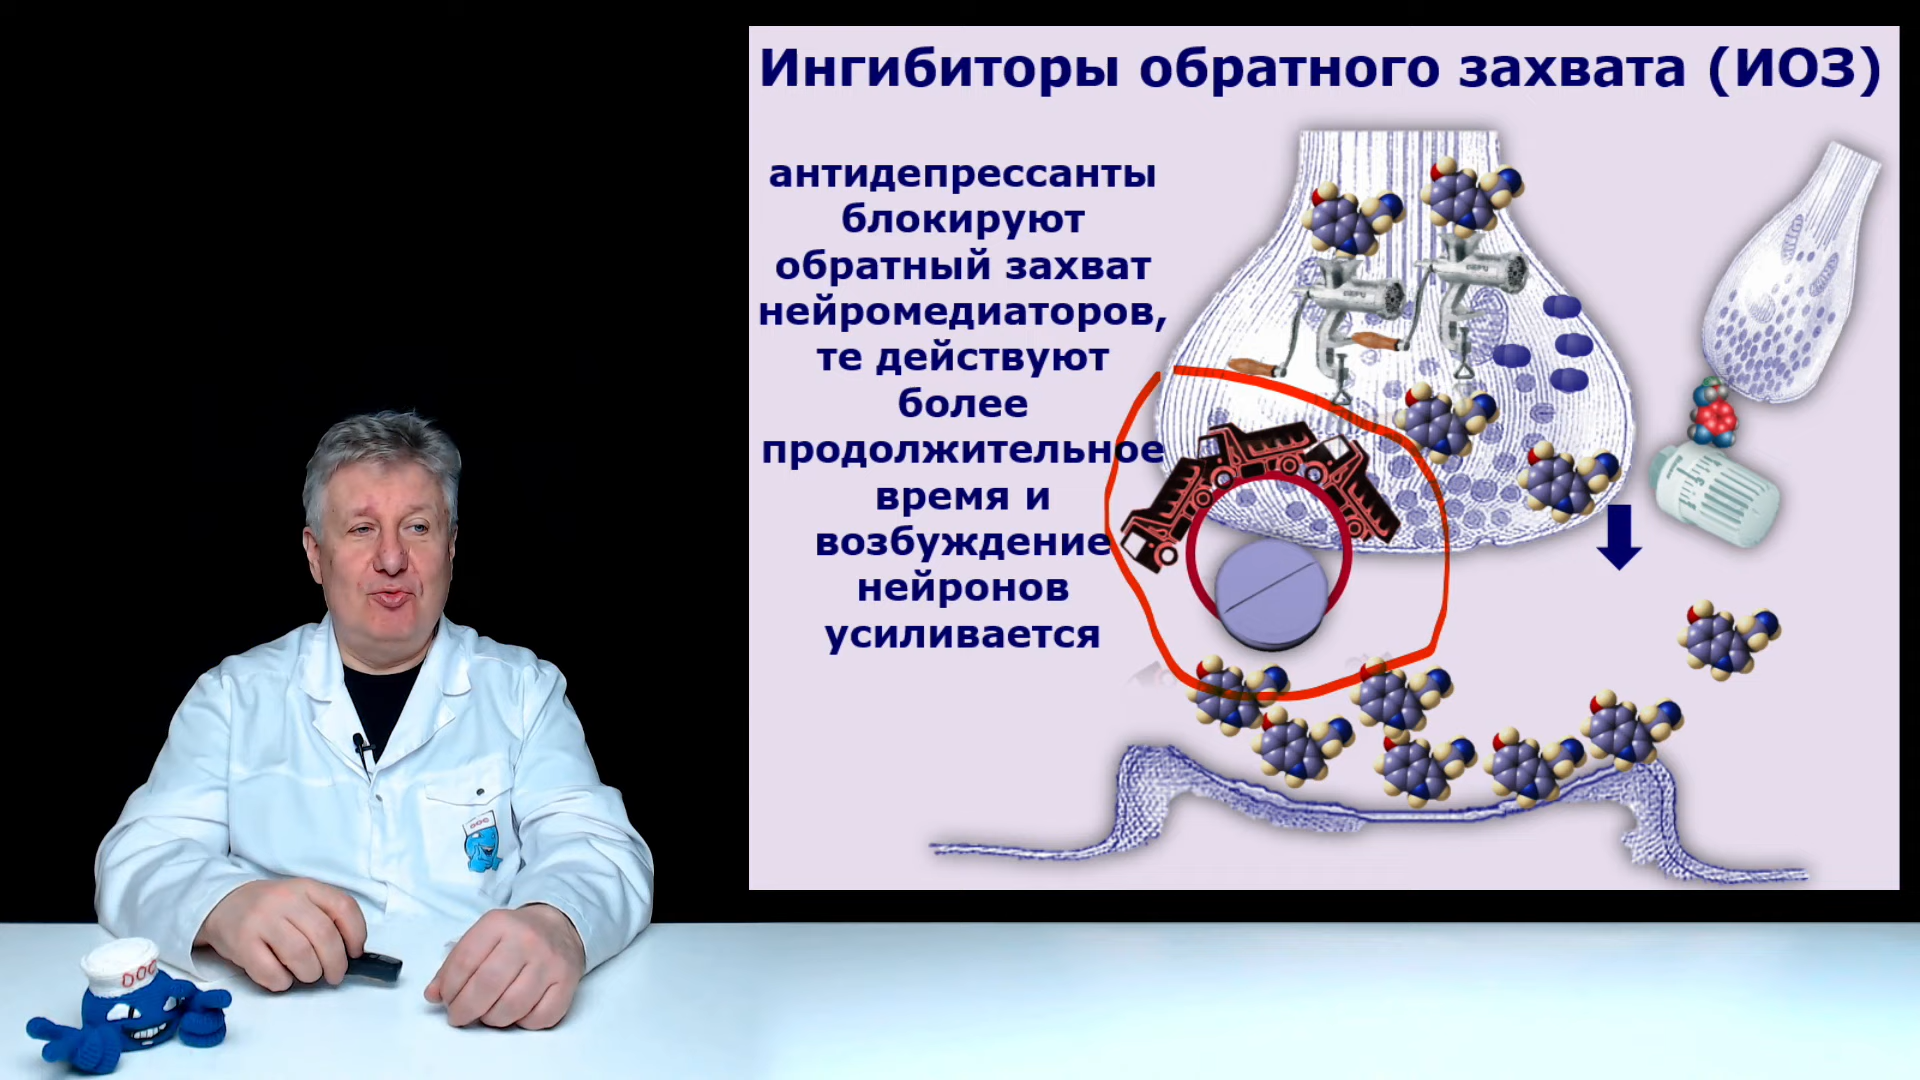 Ингибиторы обратного захвата (ИОЗ)
антидепрессанты
блокируют
обратный захват
нейромедиаторов,
те действуют
более
продолжительное
время и
возбуждение
нейронов
усиливается